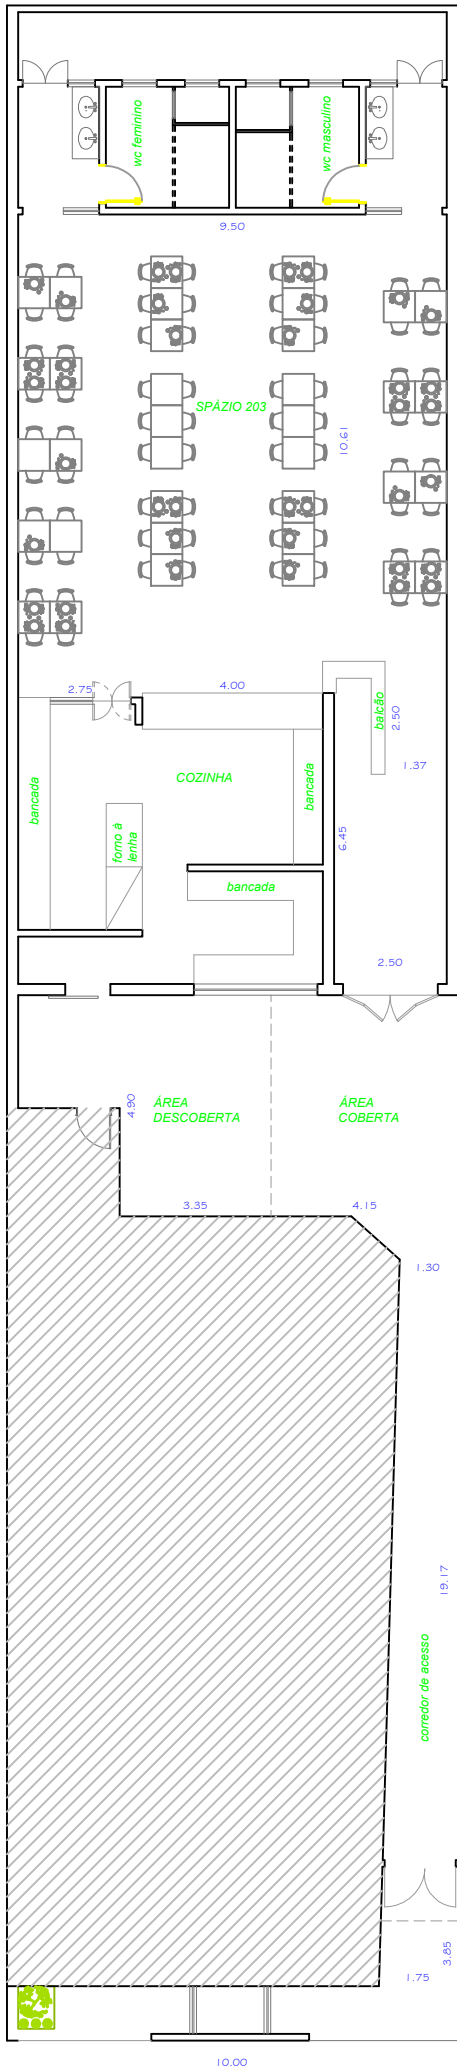 wc feminino
wc masculino
9.50
SPÁZIO 203
10.61
2.75
4.00
balcão
2.50
1.37
COZINHA
bancada
bancada
forno à
lenha
6.45
bancada
2.50
4.90
ÁREA
DESCOBERTA
ÁREA
COBERTA
3.35
4.15
1.30
19.17
corredor de acesso
3.85
1.75
10.00